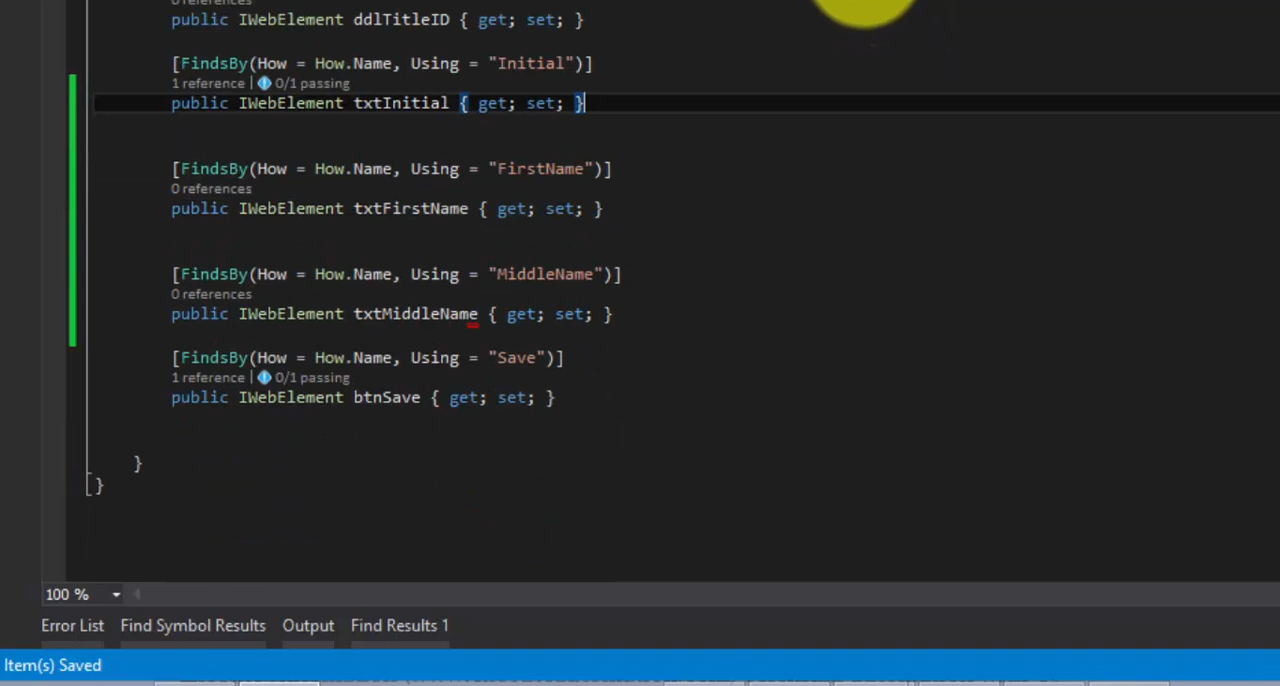 public IWebElement ddlTitleID { get; set; }
[FindsBy(How = How.Name, Using = "Initial")]
1 reference | 0/1 passing
public IWebElement txtInitial { get; set; }
[FindsBy(How = How.Name, Using = "FirstName")]
0 references
public IWebElement txtFirstName { get; set; }
[FindsBy(How = How.Name, Using = "MiddleName")]
0 references
public IWebElement txtMiddleName { get; set; }
[FindsBy(How = How.Name, Using = "Save")]
1 reference | 0/1 passing
public IWebElement btnSave { get; set; }
}
}
100 %
Error List Find Symbol Results Output Find Results 1
Item(s) Saved